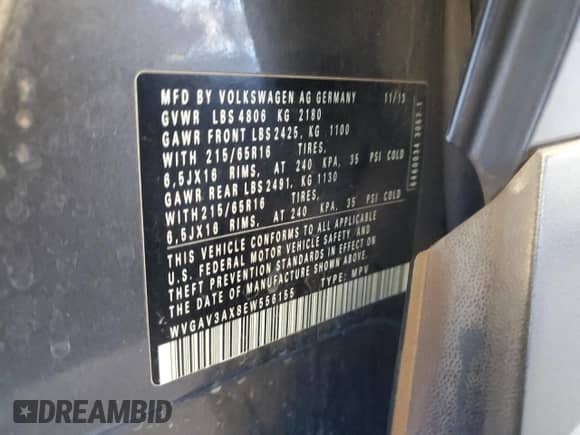 MFD BY VOLKSWAGEN AG GERMANY 11/13
GVWR LBS 4806 KG 2180
GAWR FRONT LBS 2425, KG 1100
WITH 215/65R16 TIRES,
6,5JX16 RIMS, AT 240 KPA, 35 PSI COLD
GAWR REAR LBS 2491, KG 1130
WITH 215/65R16 TIRES,
6,5JX16 RIMS, AT 240 KPA, 35 PSI COLD
THIS VEHICLE CONFORMS TO ALL APPLICABLE
U.S. FEDERAL MOTOR VEHICLE SAFETY AND
THEFT PREVENTION STANDARDS IN EFFECT ON
THE DATE OF MANUFACTURE SHOWN ABOVE.
WVGAV3AX8EW556155 TYPE: MPV
6460034 3067-1
DREAMBID